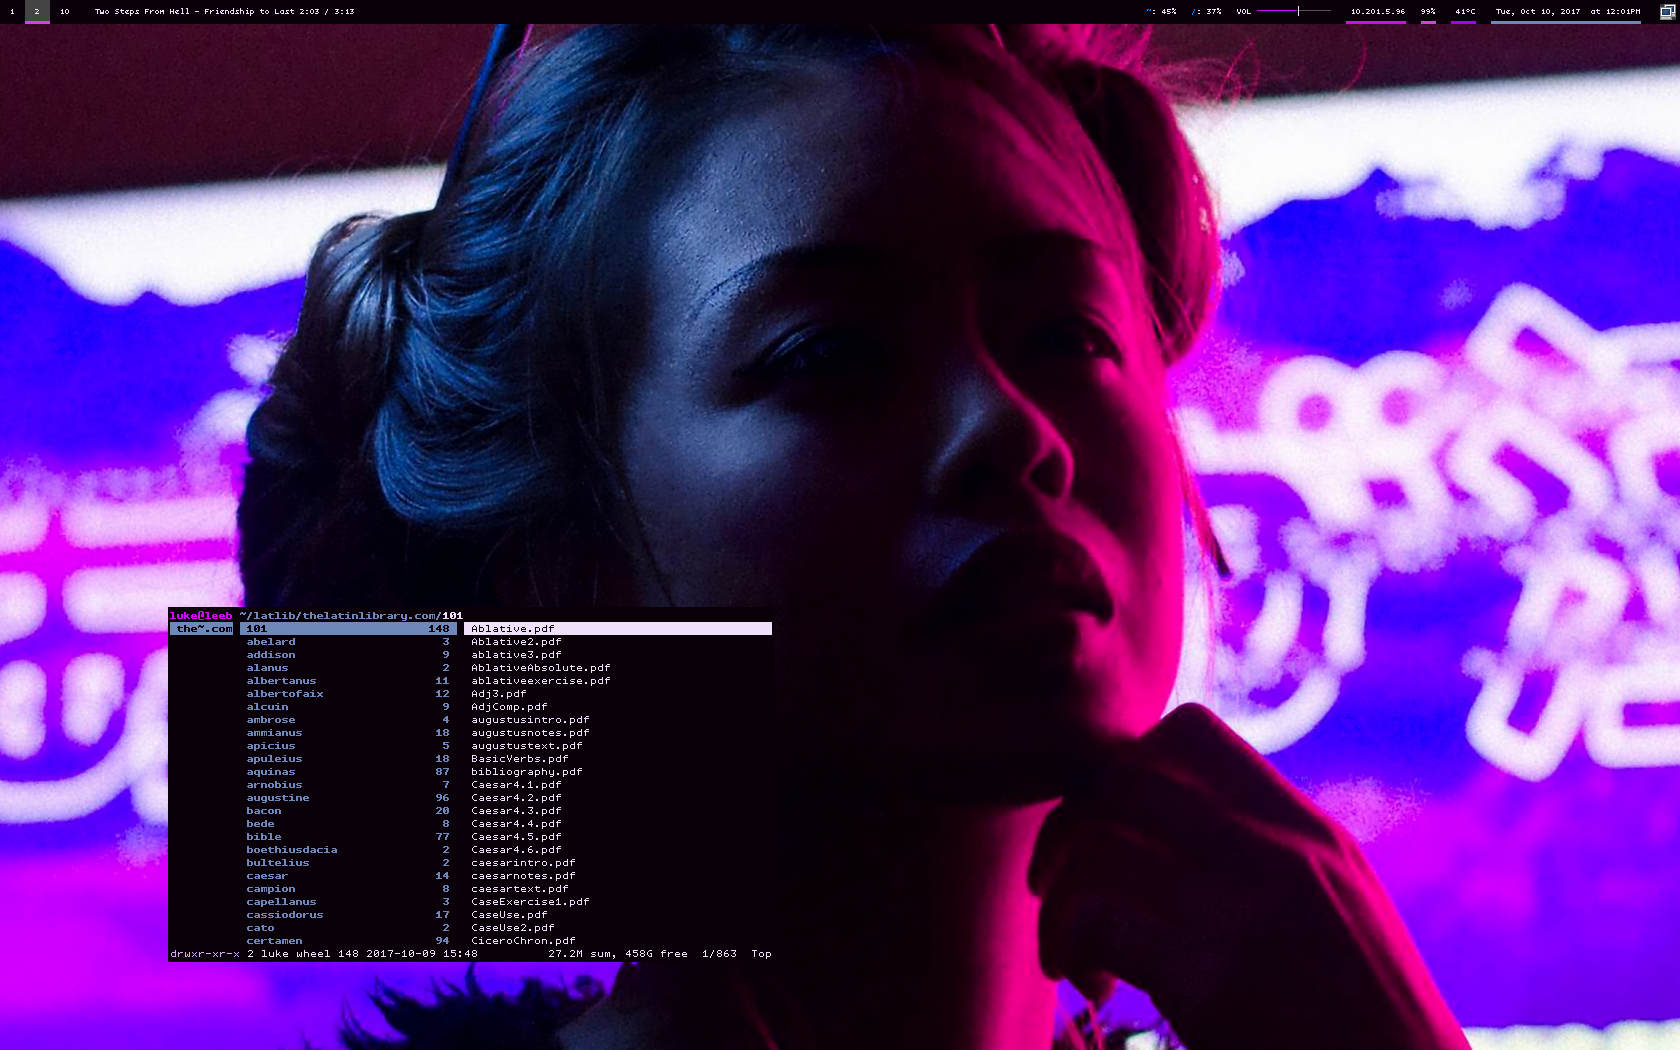 1 2 10 Two Steps From Hell - Friendship to Last 2:03 / 3:13 ~: 45% /: 37% VOL 10.201.5.96 99% 41°C Tue, Oct 10, 2017 at 12:01PM
luke@leeb ~/latlib/thelatinlibrary.com/101
the~.com 101 148 Ablative.pdf
abelard 3 Ablative2.pdf
addison 9 ablative3.pdf
alanus 2 AblativeAbsolute.pdf
albertanus 11 ablativeexercise.pdf
albertofaix 12 Adj3.pdf
alcuin 9 AdjComp.pdf
ambrose 4 augustusintro.pdf
ammianus 18 augustusnotes.pdf
apicius 5 augustustext.pdf
apuleius 18 BasicVerbs.pdf
aquinas 87 bibliography.pdf
arnobius 7 Caesar4.1.pdf
augustine 96 Caesar4.2.pdf
bacon 20 Caesar4.3.pdf
bede 8 Caesar4.4.pdf
bible 77 Caesar4.5.pdf
boethiusdacia 2 Caesar4.6.pdf
bultelius 2 caesarintro.pdf
caesar 14 caesarnotes.pdf
campion 8 caesartext.pdf
capellanus 3 CaseExercise1.pdf
cassiodorus 17 CaseUse.pdf
cato 2 CaseUse2.pdf
certamen 94 CiceroChron.pdf
drwxr-xr-x 2 luke wheel 148 2017-10-09 15:48 27.2M sum, 458G free 1/863 Top